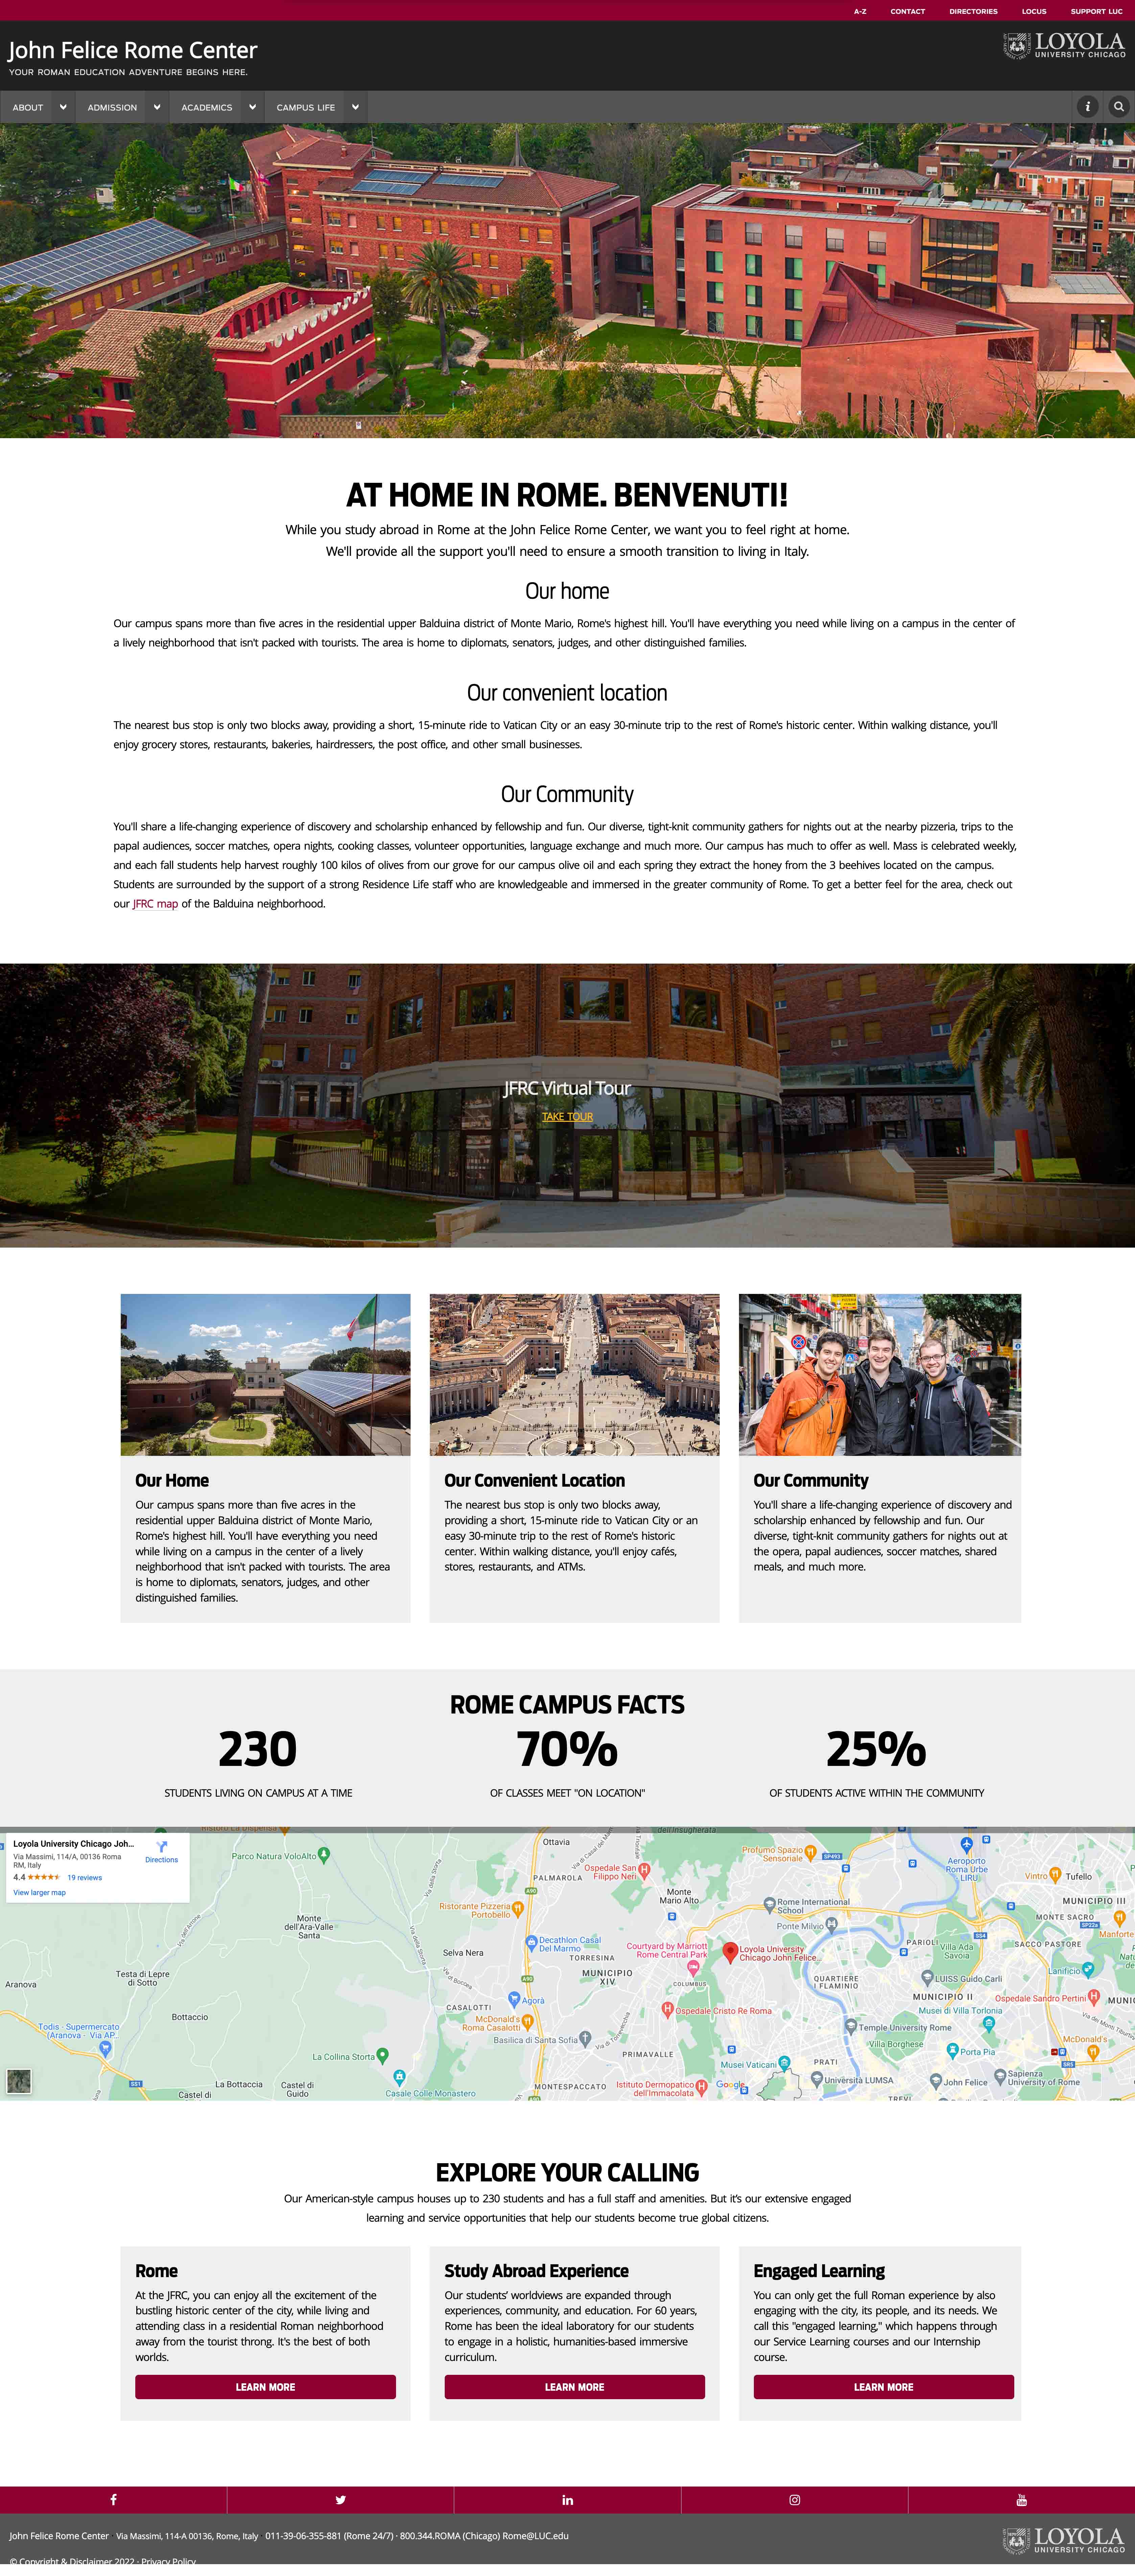 A-Z CONTACT DIRECTORIES LOCUS SUPPORT LUC
John Felice Rome Center
YOUR ROMAN EDUCATION ADVENTURE BEGINS HERE.
LOYOLA
UNIVERSITY CHICAGO
ABOUT ADMISSION ACADEMICS CAMPUS LIFE
AT HOME IN ROME. BENVENUTI!
While you study abroad in Rome at the John Felice Rome Center, we want you to feel right at home.
We'll provide all the support you'll need to ensure a smooth transition to living in Italy.
Our home
Our campus spans more than five acres in the residential upper Balduina district of Monte Mario, Rome's highest hill. You'll have everything you need while living on a campus in the center of
a lively neighborhood that isn't packed with tourists. The area is home to diplomats, senators, judges, and other distinguished families.
Our convenient location
The nearest bus stop is only two blocks away, providing a short, 15-minute ride to Vatican City or an easy 30-minute trip to the rest of Rome's historic center. Within walking distance, you'll
enjoy grocery stores, restaurants, bakeries, hairdressers, the post office, and other small businesses.
Our Community
You'll share a life-changing experience of discovery and scholarship enhanced by fellowship and fun. Our diverse, tight-knit community gathers for nights out at the nearby pizzeria, trips to the
papal audiences, soccer matches, opera nights, cooking classes, volunteer opportunities, language exchange and much more. Our campus has much to offer as well. Mass is celebrated weekly,
and each fall students help harvest roughly 100 kilos of olives from our grove for our campus olive oil and each spring they extract the honey from the 3 beehives located on the campus.
Students are surrounded by the support of a strong Residence Life staff who are knowledgeable and immersed in the greater community of Rome. To get a better feel for the area, check out
our JFRC map of the Balduina neighborhood.
JFRC Virtual Tour
TAKE TOUR
Our Home
Our campus spans more than five acres in the
residential upper Balduina district of Monte Mario,
Rome's highest hill. You'll have everything you need
while living on a campus in the center of a lively
neighborhood that isn't packed with tourists. The area
is home to diplomats, senators, judges, and other
distinguished families.
Our Convenient Location
The nearest bus stop is only two blocks away,
providing a short, 15-minute ride to Vatican City or an
easy 30-minute trip to the rest of Rome's historic
center. Within walking distance, you'll enjoy cafés,
stores, restaurants, and ATMs.
Our Community
You'll share a life-changing experience of discovery and
scholarship enhanced by fellowship and fun. Our
diverse, tight-knit community gathers for nights out at
the opera, papal audiences, soccer matches, shared
meals, and much more.
ROME CAMPUS FACTS
230
STUDENTS LIVING ON CAMPUS AT A TIME
70%
OF CLASSES MEET "ON LOCATION"
25%
OF STUDENTS ACTIVE WITHIN THE COMMUNITY
Loyola University Chicago Joh...
Via Massimi, 114/A, 00136 Roma
RM, Italy
4.4 19 reviews
View larger map
Directions
Parco Natura VoloAlto
Ottavia
Via della Storta
PALMAROLA
Ospedale San
Filippo Neri
Monte
Mario Alto
Profumo Spazio
Sensoriale
SP493
Aeroporto
Roma Urbe
LIRU
Vintro
Tufello
MUNICIPIO III
MONTE SACRO
SP22a
Manforte
A90
Ristorante Pizzeria
Portobello
Rome International
School
Ponte Milvio
Monte
dell'Ara-Valle
Santa
Decathlon Casal
Del Marmo
TORRESINA
Courtyard by Marriott
Rome Central Park
Loyola University
Chicago John Felice...
PARIOLI
Villa Ada
Savoia
SS4
SACCO PASTORE
Selva Nera
COLUMBUS
MUNICIPIO
XIV
QUARTIERE
I FLAMINIO
LUISS Guido Carli
Lanificio
Aranova
Testa di Lepre
di Sotto
A90
Agorà
CASALOTTI
Ospedale Cristo Re Roma
MUNICIPIO II
Ospedale Sandro Pertini
Musei di Villa Torlonia
Bottaccio
McDonald's
Roma Casalotti
Basilica di Santa Sofia
Temple University Rome
Villa Borghese
McDonald's
Todis - Supermercato
(Aranova - Via AP...
La Collina Storta
PRIMAVALLE
Musei Vaticani
PRATI
Porta Pia
SR5
SS1
La Bottaccia
Castel di
Guido
Castel di
Casale Colle Monastero
MONTESPACCATO
Istituto Dermopatico
dell'Immacolata
Google
Università LUMSA
John Felice
Sapienza
University of Rome
TREVI
EXPLORE YOUR CALLING
Our American-style campus houses up to 230 students and has a full staff and amenities. But it's our extensive engaged
learning and service opportunities that help our students become true global citizens.
Rome
At the JFRC, you can enjoy all the excitement of the
bustling historic center of the city, while living and
attending class in a residential Roman neighborhood
away from the tourist throng. It's the best of both
worlds.
LEARN MORE
Study Abroad Experience
Our students' worldviews are expanded through
experiences, community, and education. For 60 years,
Rome has been the ideal laboratory for our students
to engage in a holistic, humanities-based immersive
curriculum.
LEARN MORE
Engaged Learning
You can only get the full Roman experience by also
engaging with the city, its people, and its needs. We
call this "engaged learning," which happens through
our Service Learning courses and our Internship
course.
LEARN MORE
John Felice Rome Center · Via Massimi, 114-A 00136, Rome, Italy · 011-39-06-355-881 (Rome 24/7) · 800.344.ROMA (Chicago) Rome@LUC.edu
© Copyright & Disclaimer 2022 · Privacy Policy
LOYOLA
UNIVERSITY CHICAGO